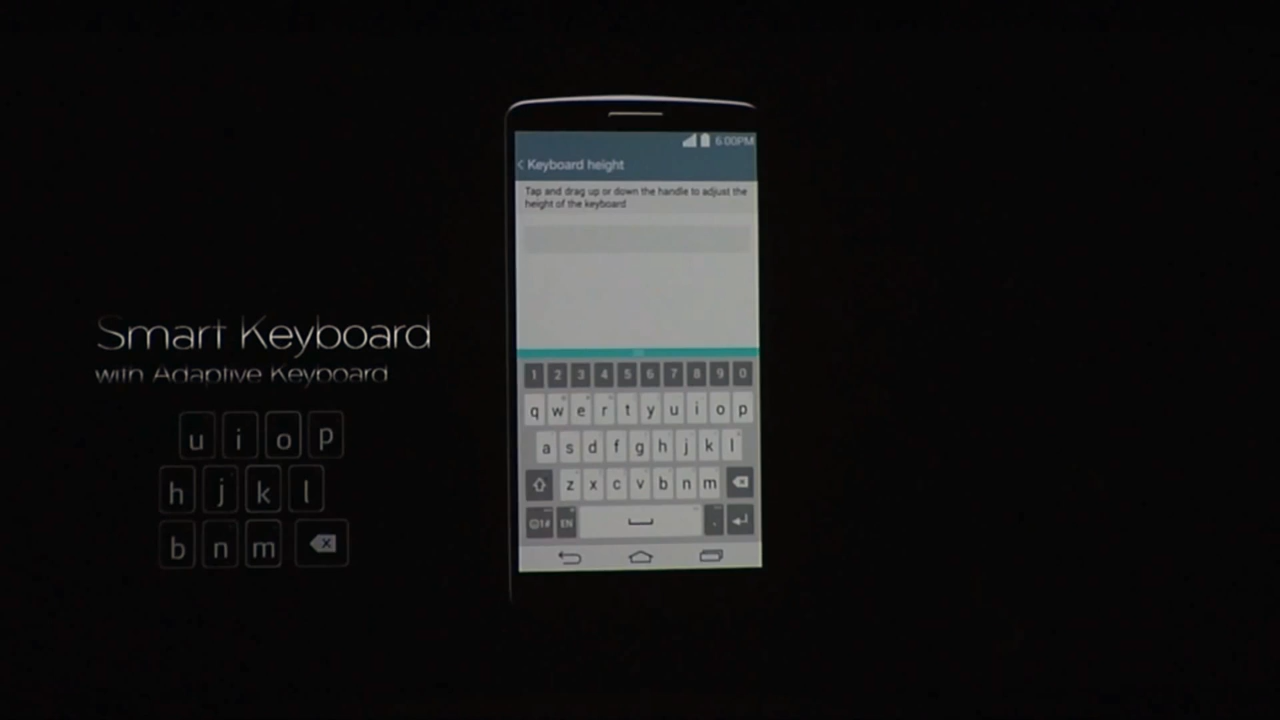 Smart Keyboard
with Adaptive Keyboard
u i o p
h j k l
b n m
6:00PM
Keyboard height
Tap and drag up or down the handle to adjust the
height of the keyboard
1 2 3 4 5 6 7 8 9 0
q w e r t y u i o p
a s d f g h j k l
z x c v b n m
1# EN .